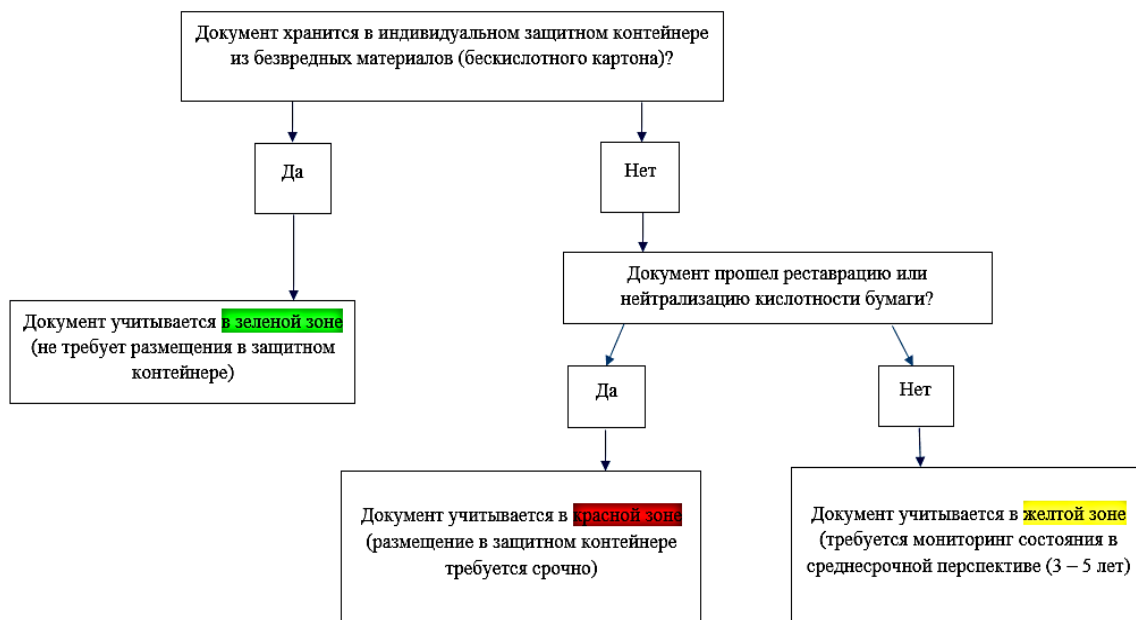 Документ хранится в индивидуальном защитном контейнере
из безвредных материалов (бескислотного картона)?
Да
Нет
Документ прошел реставрацию или
нейтрализацию кислотности бумаги?
Документ учитывается в зеленой зоне
(не требует размещения в защитном
контейнере)
Да
Нет
Документ учитывается в красной зоне
(размещение в защитном контейнере
требуется срочно)
Документ учитывается в желтой зоне
(требуется мониторинг состояния в
среднесрочной перспективе (3 – 5 лет)